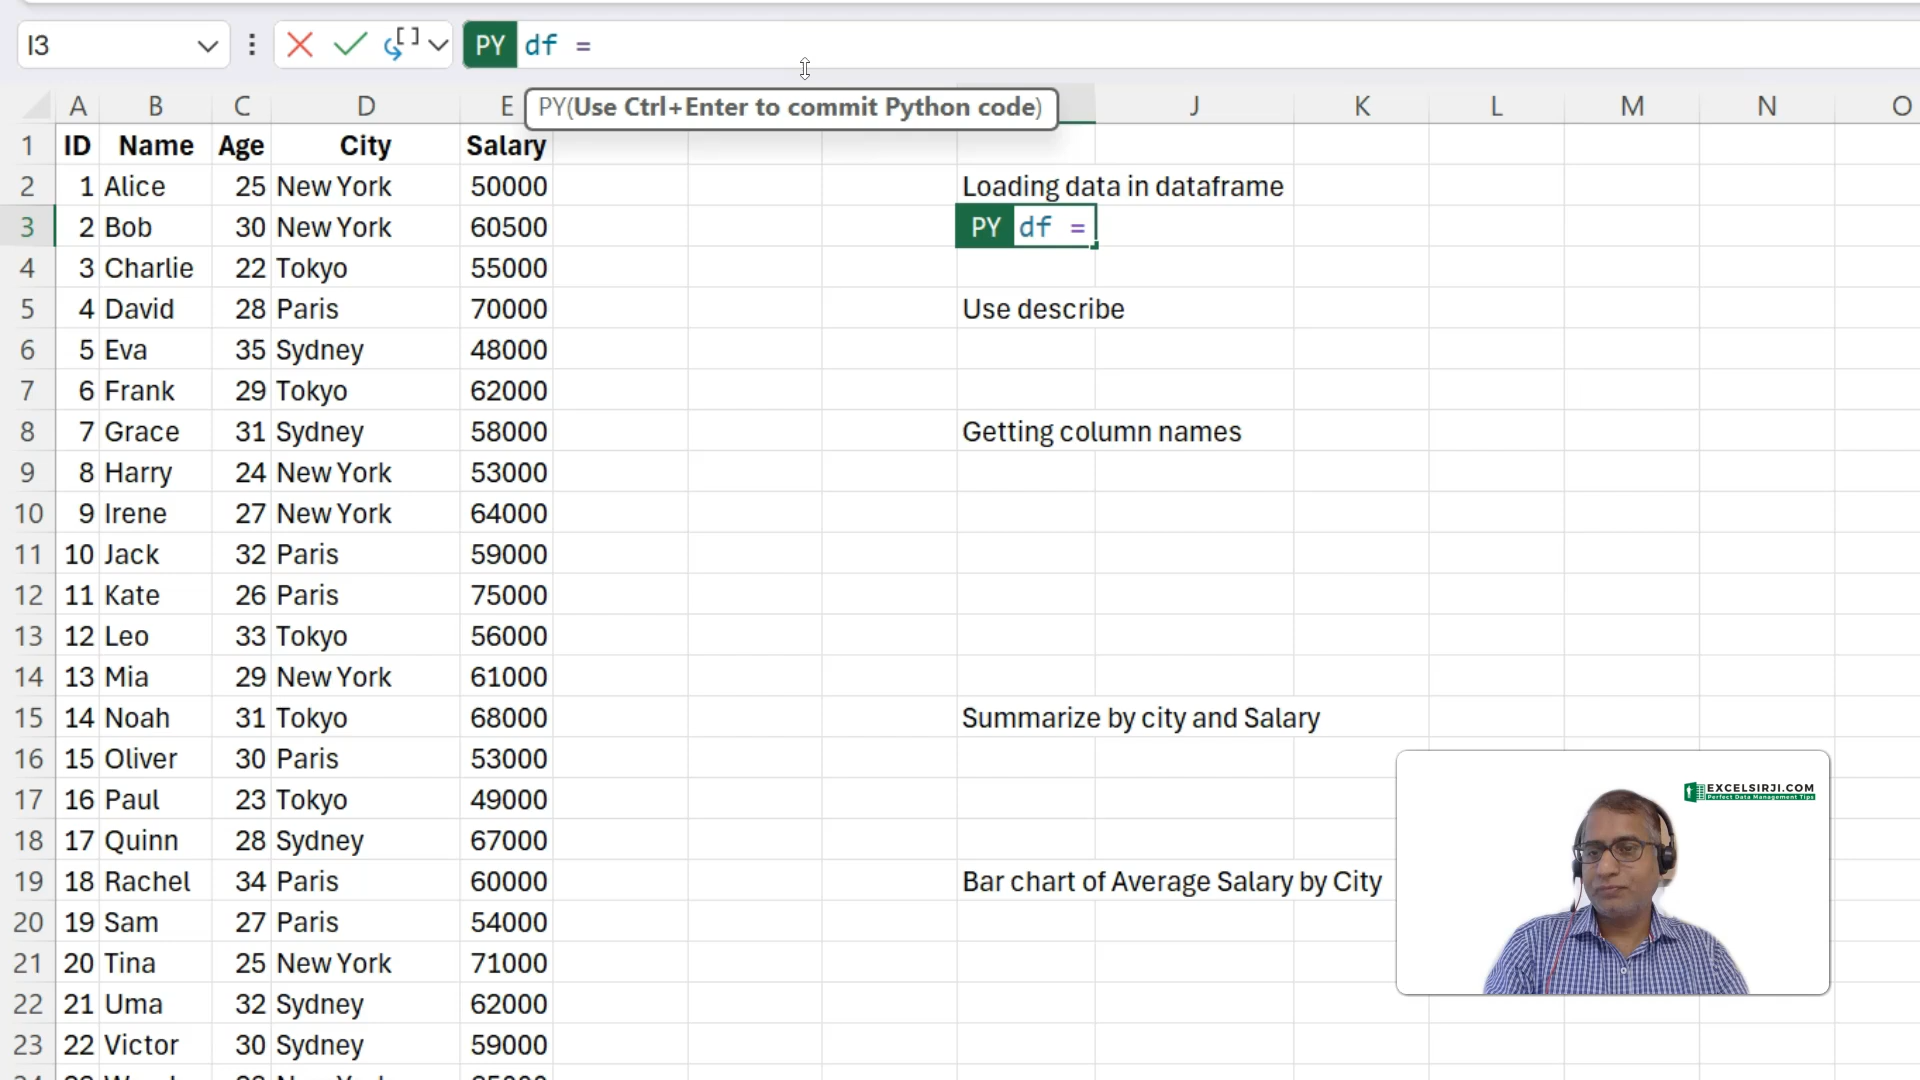 I3 PY df =
PY(Use Ctrl+Enter to commit Python code)
A B C D E J K L M N O
1 ID Name Age City Salary
2 1 Alice 25 New York 50000 Loading data in dataframe
3 2 Bob 30 New York 60500 PY df =
4 3 Charlie 22 Tokyo 55000
5 4 David 28 Paris 70000 Use describe
6 5 Eva 35 Sydney 48000
7 6 Frank 29 Tokyo 62000
8 7 Grace 31 Sydney 58000 Getting column names
9 8 Harry 24 New York 53000
10 9 Irene 27 New York 64000
11 10 Jack 32 Paris 59000
12 11 Kate 26 Paris 75000
13 12 Leo 33 Tokyo 56000
14 13 Mia 29 New York 61000
15 14 Noah 31 Tokyo 68000 Summarize by city and Salary
16 15 Oliver 30 Paris 53000
17 16 Paul 23 Tokyo 49000
EXCELSIRJI.COM
Perfect Data Management Tips
18 17 Quinn 28 Sydney 67000
19 18 Rachel 34 Paris 60000 Bar chart of Average Salary by City
20 19 Sam 27 Paris 54000
21 20 Tina 25 New York 71000
22 21 Uma 32 Sydney 62000
23 22 Victor 30 Sydney 59000